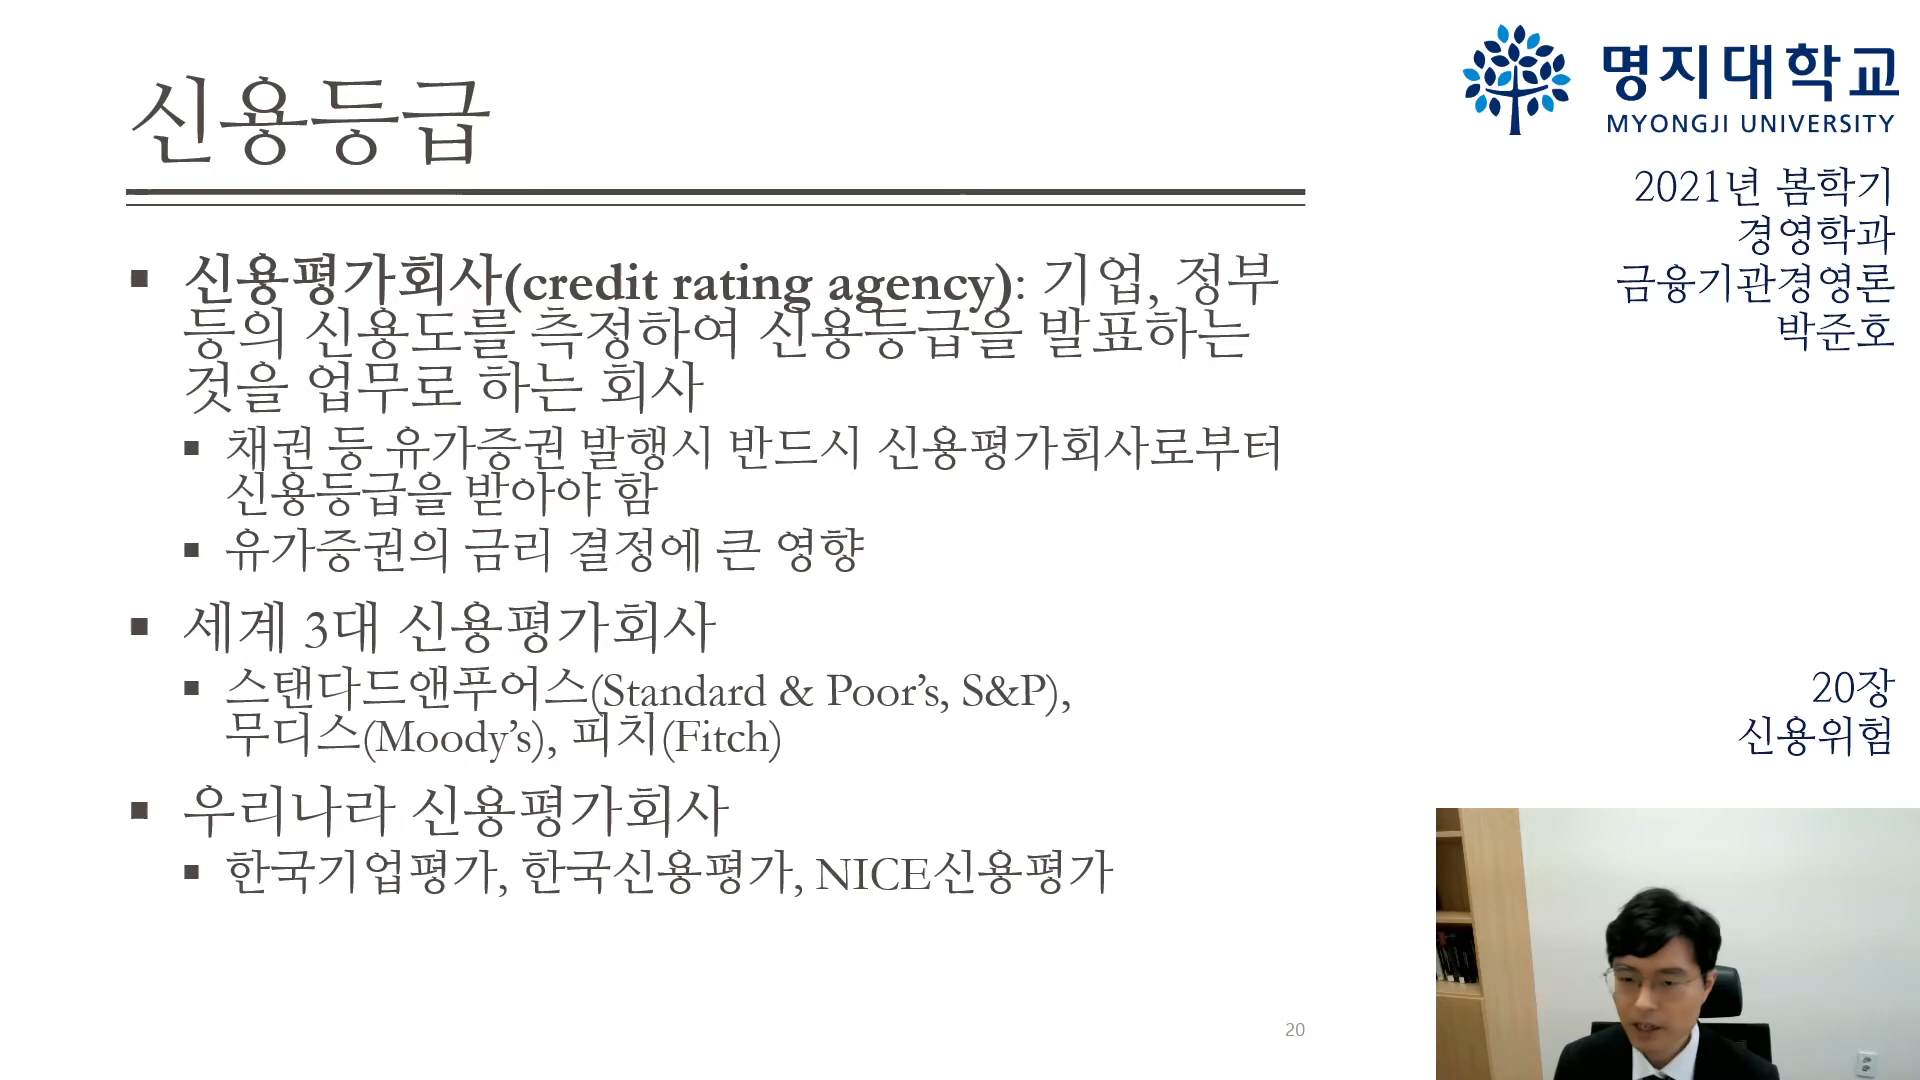 신용등급
▪ 신용평가회사(credit rating agency): 기업, 정부
등의 신용도를 측정하여 신용등급을 발표하는
것을 업무로 하는 회사
▪ 채권 등 유가증권 발행시 반드시 신용평가회사로부터
신용등급을 받아야 함
▪ 유가증권의 금리 결정에 큰 영향
▪ 세계 3대 신용평가회사
▪ 스탠다드앤푸어스(Standard & Poor’s, S&P),
무디스(Moody’s), 피치(Fitch)
▪ 우리나라 신용평가회사
▪ 한국기업평가, 한국신용평가, NICE신용평가
20
명지대학교
MYONGJI UNIVERSITY
2021년 봄학기
경영학과
금융기관경영론
박준호
20장
신용위험